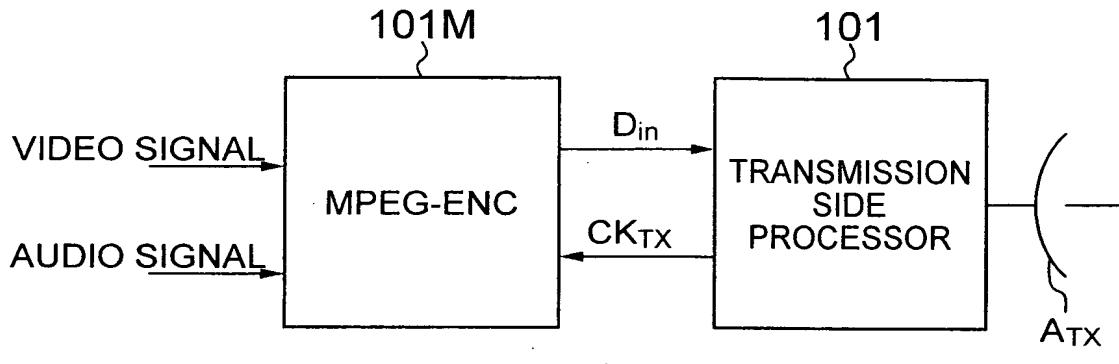 101M
101
VIDEO SIGNAL
AUDIO SIGNAL
MPEG-ENC
Din
CKTX
TRANSMISSION
SIDE
PROCESSOR
ATX